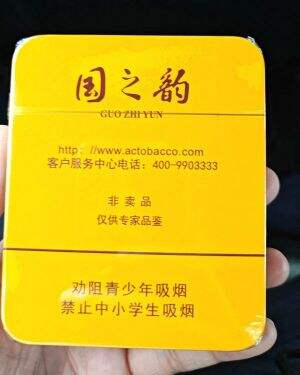 国之韵
GUO ZHI YUN
http: //www.actobacco.com
客户服务中心电话：400-9903333
非卖品
仅供专家品鉴
劝阻青少年吸烟
禁止中小学生吸烟